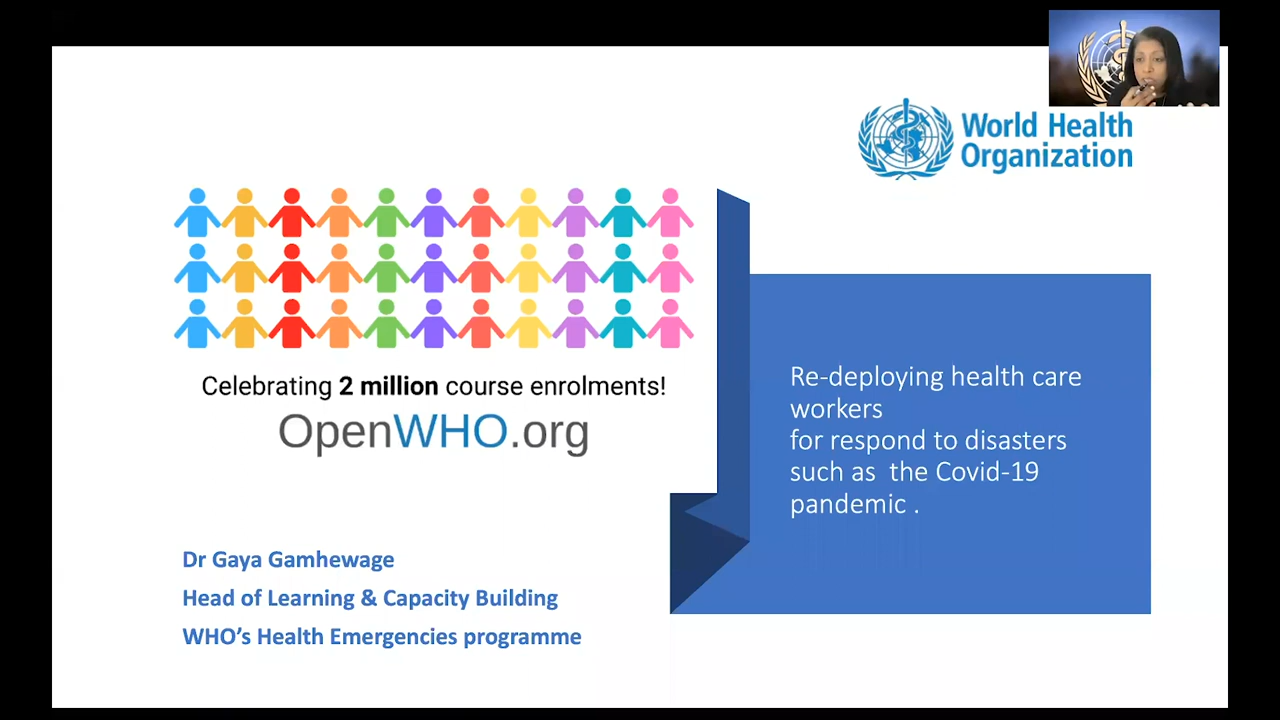 World Health
Organization
Celebrating 2 million course enrolments!
OpenWHO.org
Re-deploying health care
workers
for respond to disasters
such as the Covid-19
pandemic .
Dr Gaya Gamhewage
Head of Learning & Capacity Building
WHO’s Health Emergencies programme